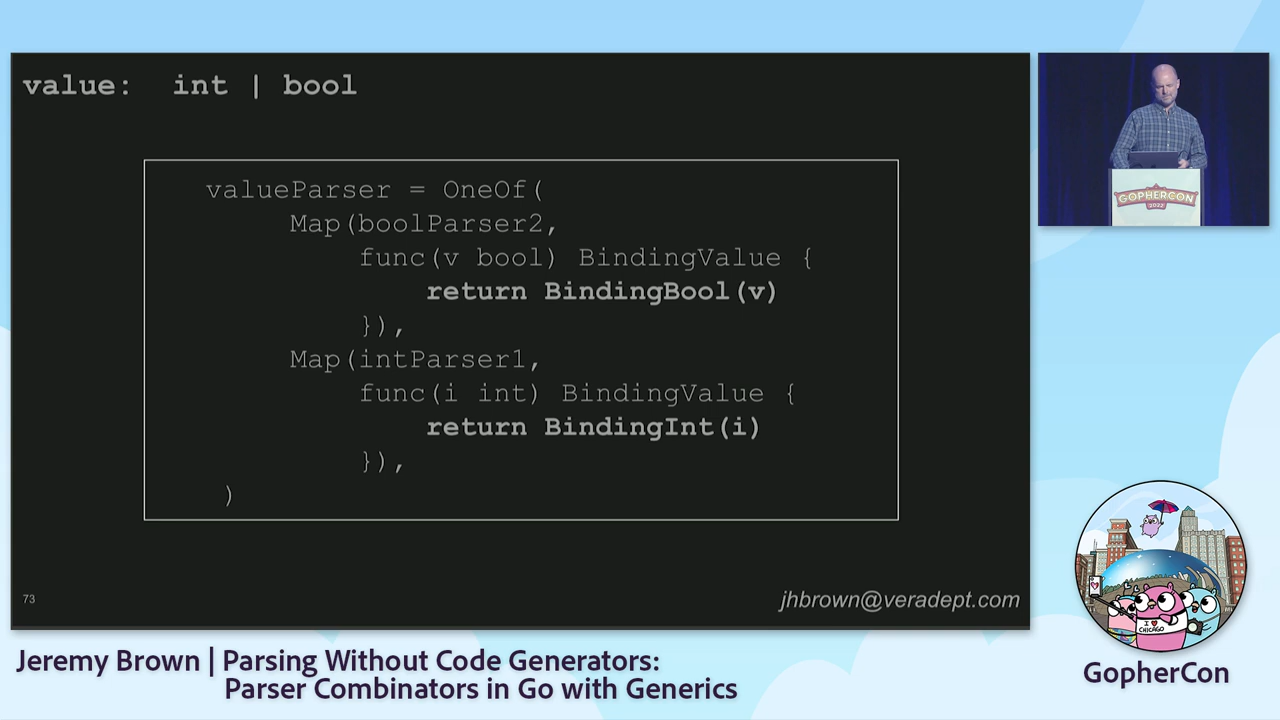 value: int | bool
valueParser = OneOf(
Map(boolParser2,
func(v bool) BindingValue {
return BindingBool(v)
}),
Map(intParser1,
func(i int) BindingValue {
return BindingInt(i)
}),
)
73
jhbrown@veradept.com
GOPHERCON
2022
I ♥
CHICAGO
GopherCon
Jeremy Brown | Parsing Without Code Generators:
Parser Combinators in Go with Generics